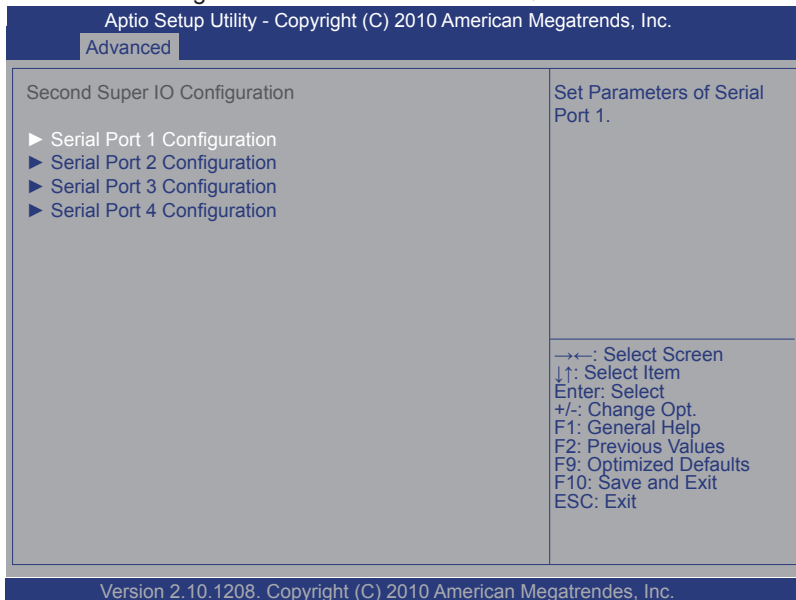 Aptio Setup Utility - Copyright (C) 2010 American Megatrends, Inc.
Advanced
Second Super IO Configuration
► Serial Port 1 Configuration
► Serial Port 2 Configuration
► Serial Port 3 Configuration
► Serial Port 4 Configuration
Set Parameters of Serial
Port 1.
→←: Select Screen
↓↑: Select Item
Enter: Select
+/-: Change Opt.
F1: General Help
F2: Previous Values
F9: Optimized Defaults
F10: Save and Exit
ESC: Exit
Version 2.10.1208. Copyright (C) 2010 American Megatrendes, Inc.